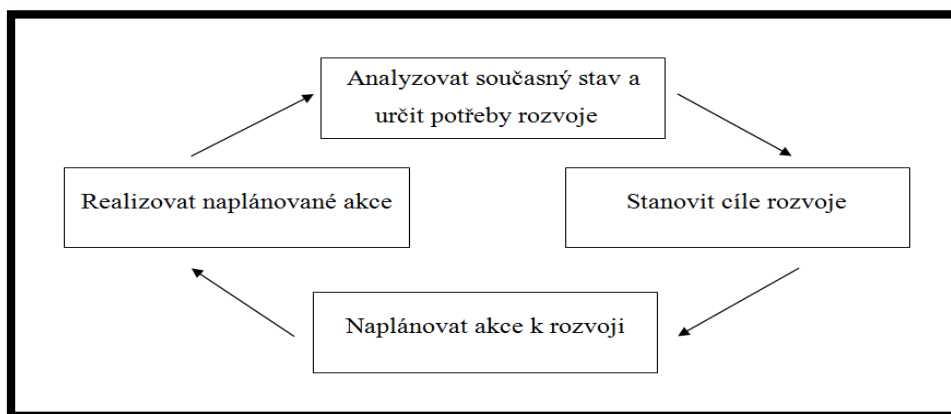 Analyzovat současný stav a
určit potřeby rozvoje
Realizovat naplánované akce
Stanovit cíle rozvoje
Naplánovat akce k rozvoji